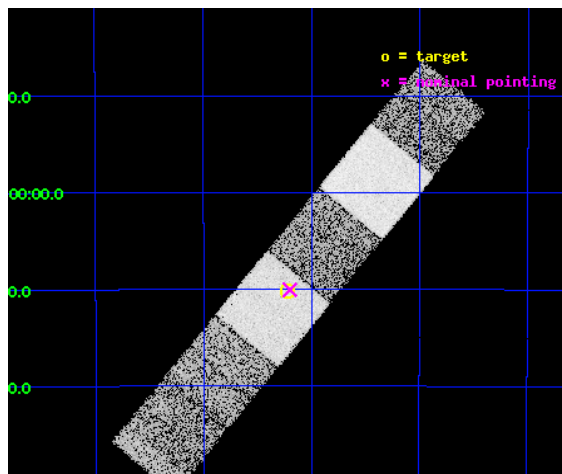 o = target
x = nominal pointing
0.0
00:00.0
0.0
0.0